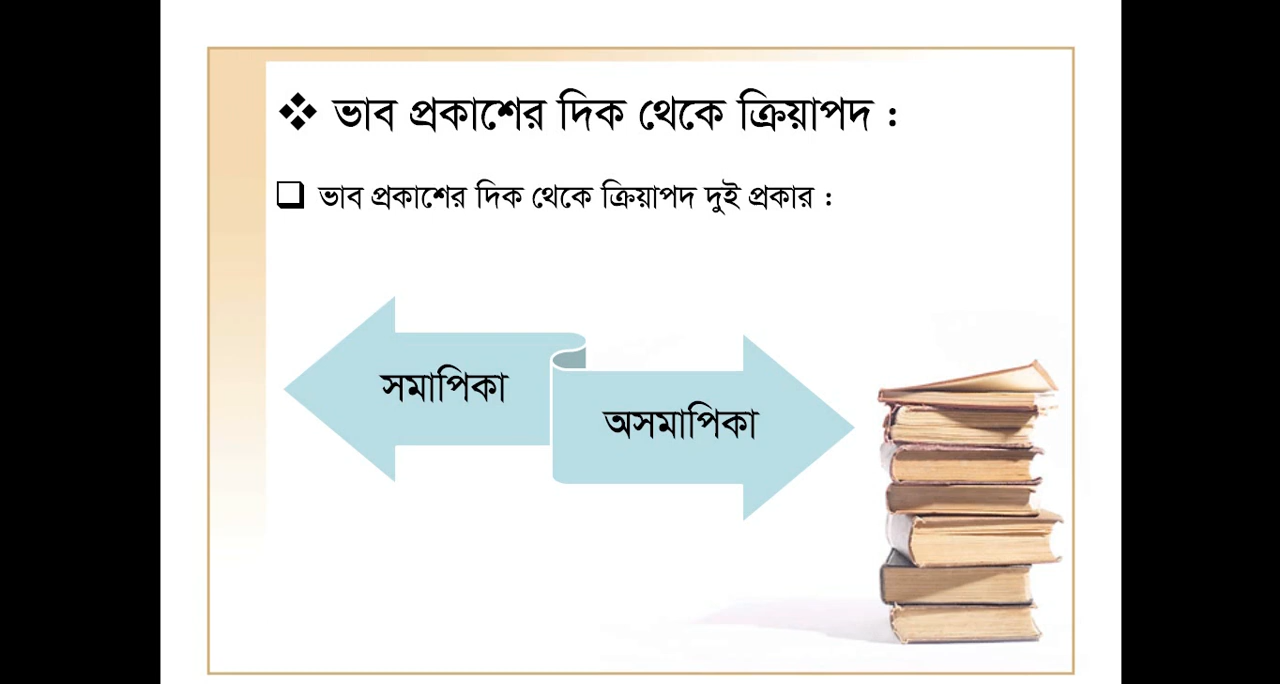 ভাব প্রকাশের দিক থেকে ক্রিয়াপদ :
ভাব প্রকাশের দিক থেকে ক্রিয়াপদ দুই প্রকার :
সমাপিকা
অসমাপিকা